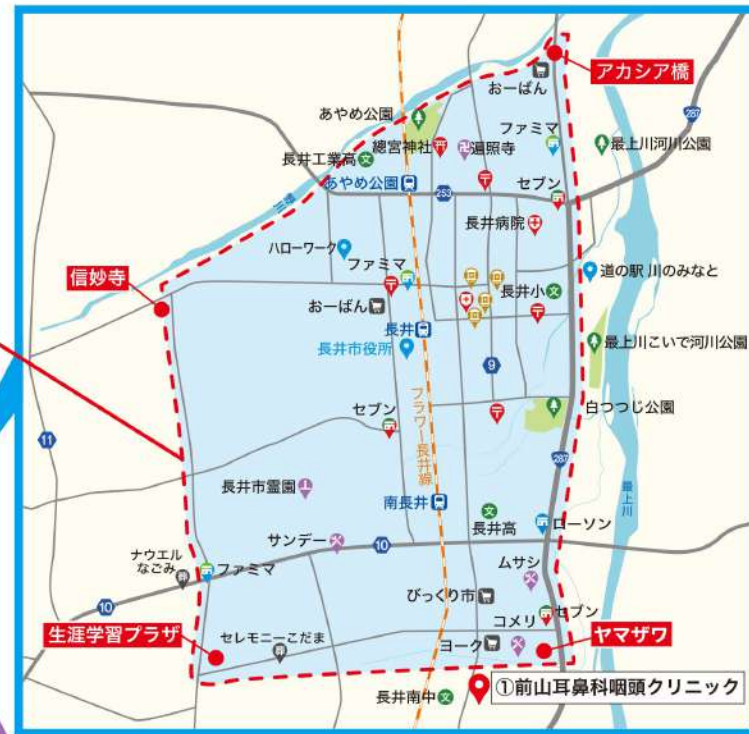 アカシア橋
おーばん
287
あやめ公園
ファミマ
總宮神社
遍照寺
最上川河川公園
長井工業高
あやめ公園
253
セブン
野川
長井病院
ハローワーク
信妙寺
ファミマ
道の駅 川のみなと
おーばん
長井小
長井
長井市役所
最上川こいで河川公園
9
セブン
白つつじ公園
フラワー長井線
11
287
最上川
長井市霊園
南長井
長井高
ローソン
サンデー
10
ナウエル
なごみ
ファミマ
ムサシ
びっくり市
10
コメリ
セブン
生涯学習プラザ
セレモニーこだま
ヨーク
ヤマザワ
長井南中
①前山耳鼻科咽頭クリニック